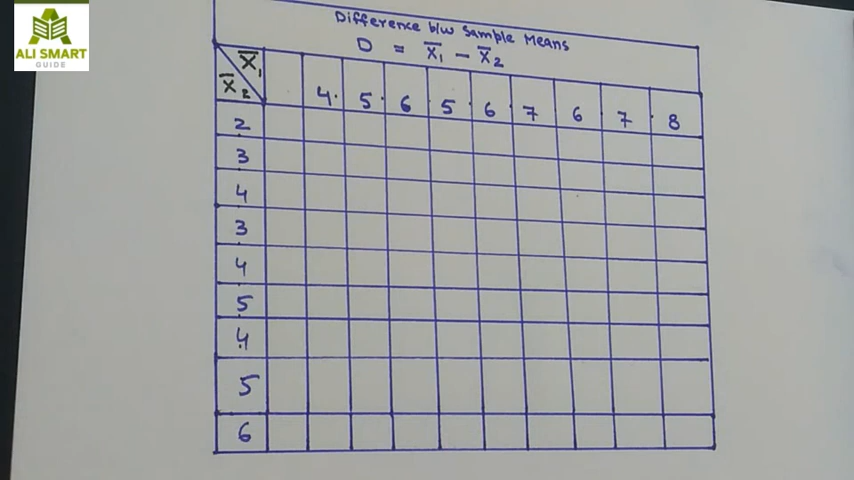 ALI SMART
GUIDE
Difference b/w Sample Means
D = X̅₁ - X̅₂
X̅₁
X̅₂
4 5 6 5 6 7 6 7 8
2
3
4
3
4
5
4
5
6